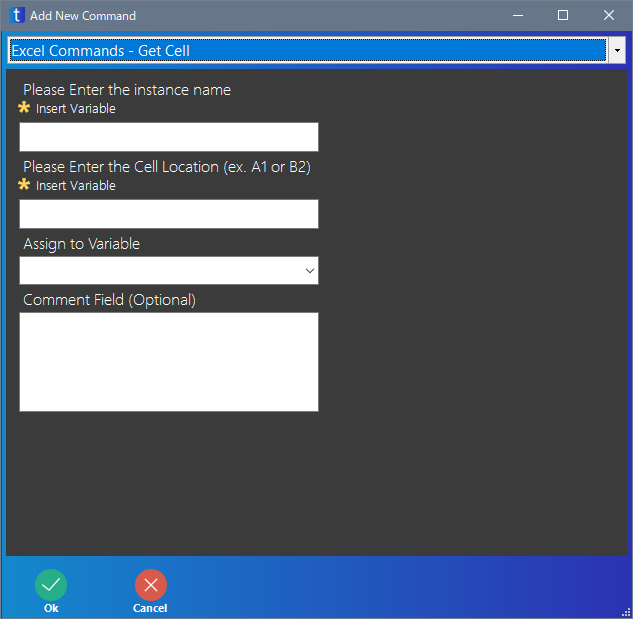 t Add New Command
Excel Commands - Get Cell
Please Enter the instance name
Insert Variable
Please Enter the Cell Location (ex. A1 or B2)
Insert Variable
Assign to Variable
Comment Field (Optional)
Ok Cancel